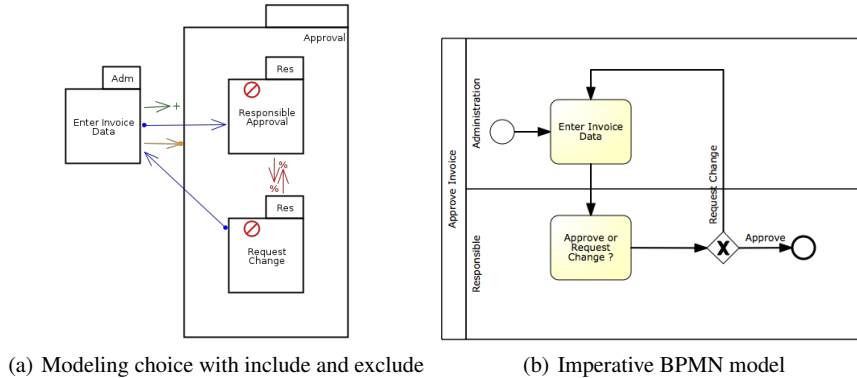 Approval
Adm
Enter Invoice
Data
+
Res
Responsible
Approval
%
%
Res
Request
Change
(a) Modeling choice with include and exclude
Approve Invoice
Administration
Enter Invoice
Data
Request Change
Responsible
Approve or
Request
Change ?
X
Approve
(b) Imperative BPMN model